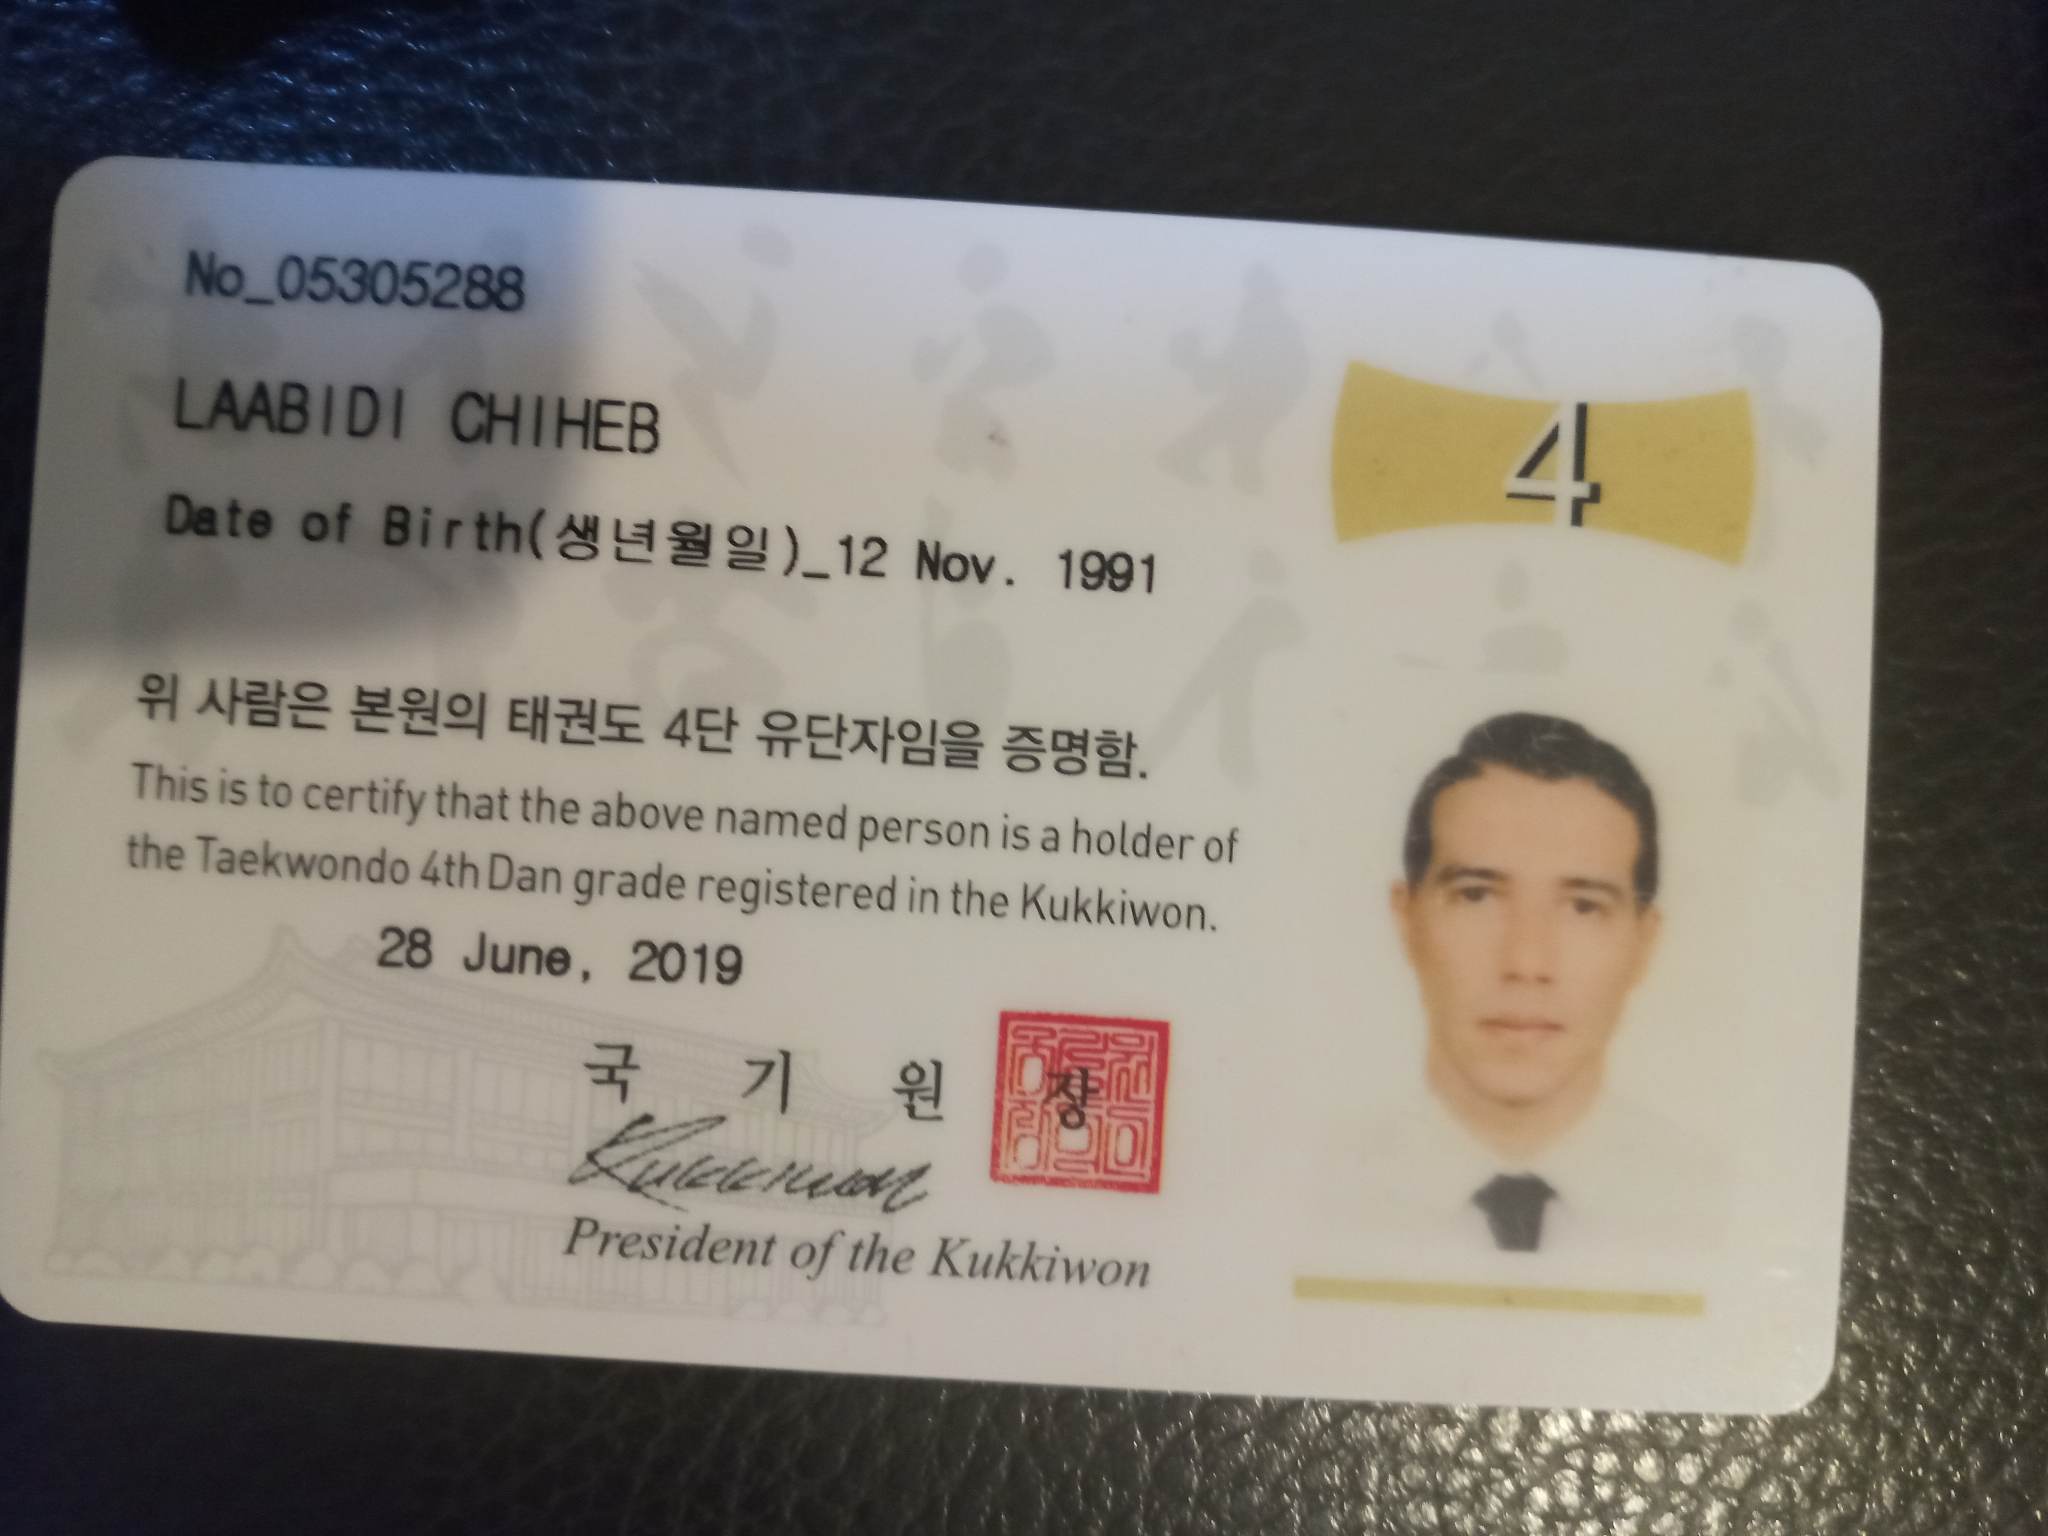 No_05305288
4
LAABIDI CHIHEB
Date of Birth(생년월일)_12 Nov. 1991
위 사람은 본원의 태권도 4단 유단자임을 증명함.
This is to certify that the above named person is a holder of
the Taekwondo 4th Dan grade registered in the Kukkiwon.
28 June, 2019
국 기 원 장
Kukkiwon
President of the Kukkiwon